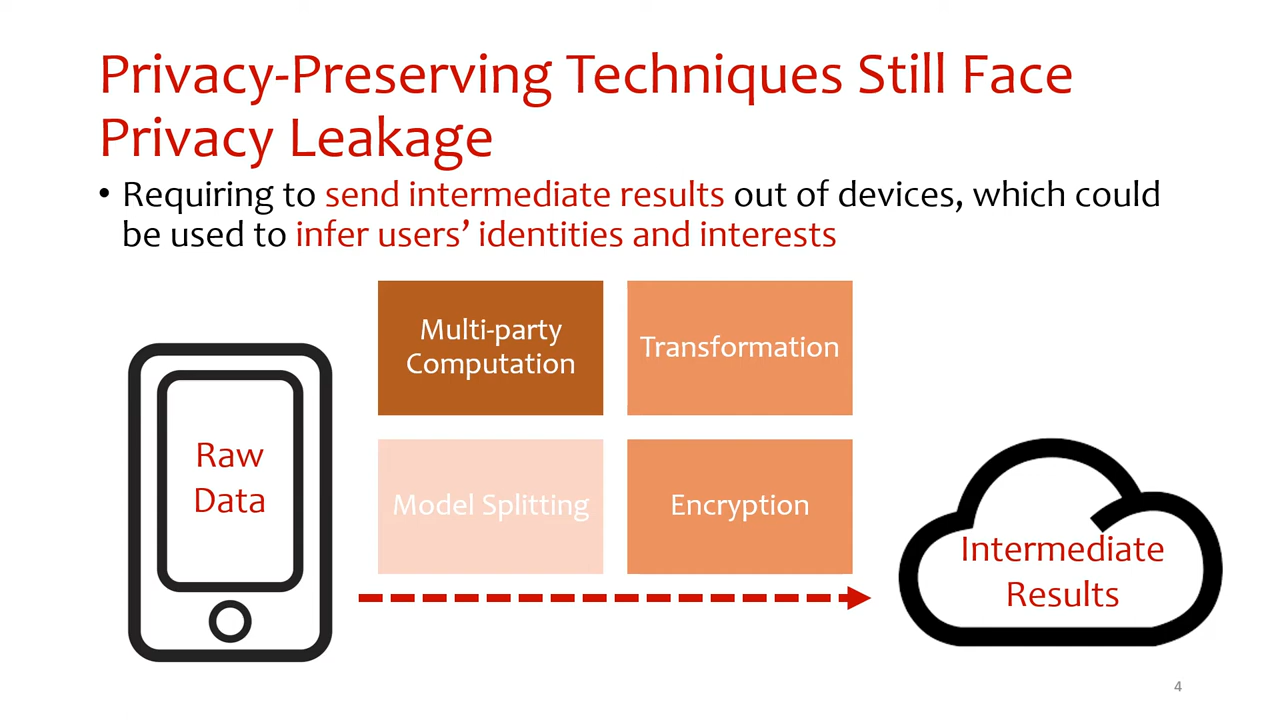 Privacy-Preserving Techniques Still Face
Privacy Leakage
• Requiring to send intermediate results out of devices, which could
be used to infer users’ identities and interests
Multi-party
Computation
Transformation
Raw
Data
Model Splitting
Encryption
Intermediate
Results
4